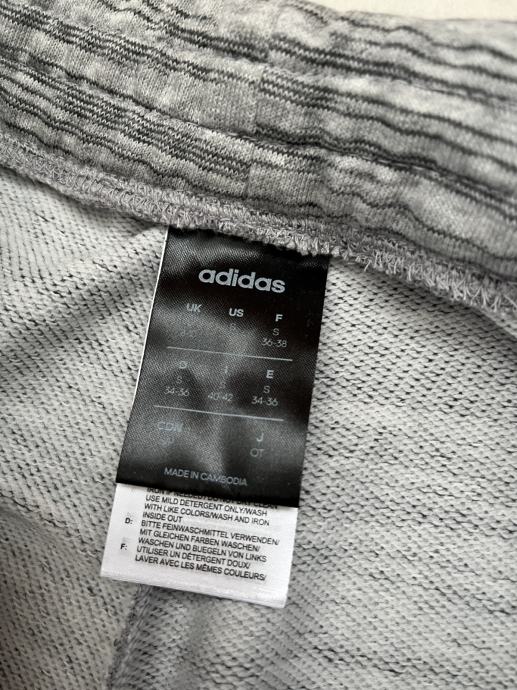 adidas
UK US F
S S
36-38
D I E
S S S
34-36 40-42 34-36
CDN J
OT
MADE IN CAMBODIA
USE MILD DETERGENT ONLY/WASH
WITH LIKE COLORS/WASH AND IRON
INSIDE OUT
D: BITTE FEINWASCHMITTEL VERWENDEN/
MIT GLEICHEN FARBEN WASCHEN/
WASCHEN UND BUEGELN VON LINKS
F: UTILISER UN DÉTERGENT DOUX/
LAVER AVEC LES MÊMES COULEURS/